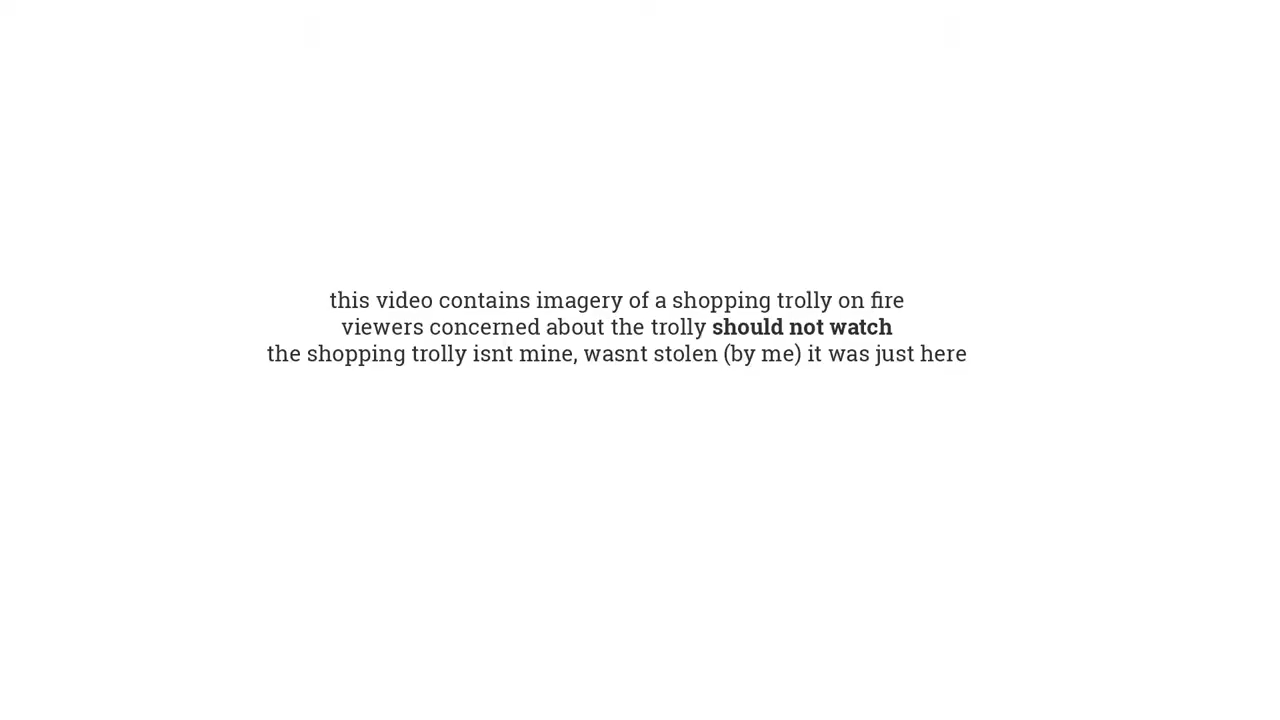 this video contains imagery of a shopping trolly on fire
viewers concerned about the trolly should not watch
the shopping trolly isnt mine, wasnt stolen (by me) it was just here